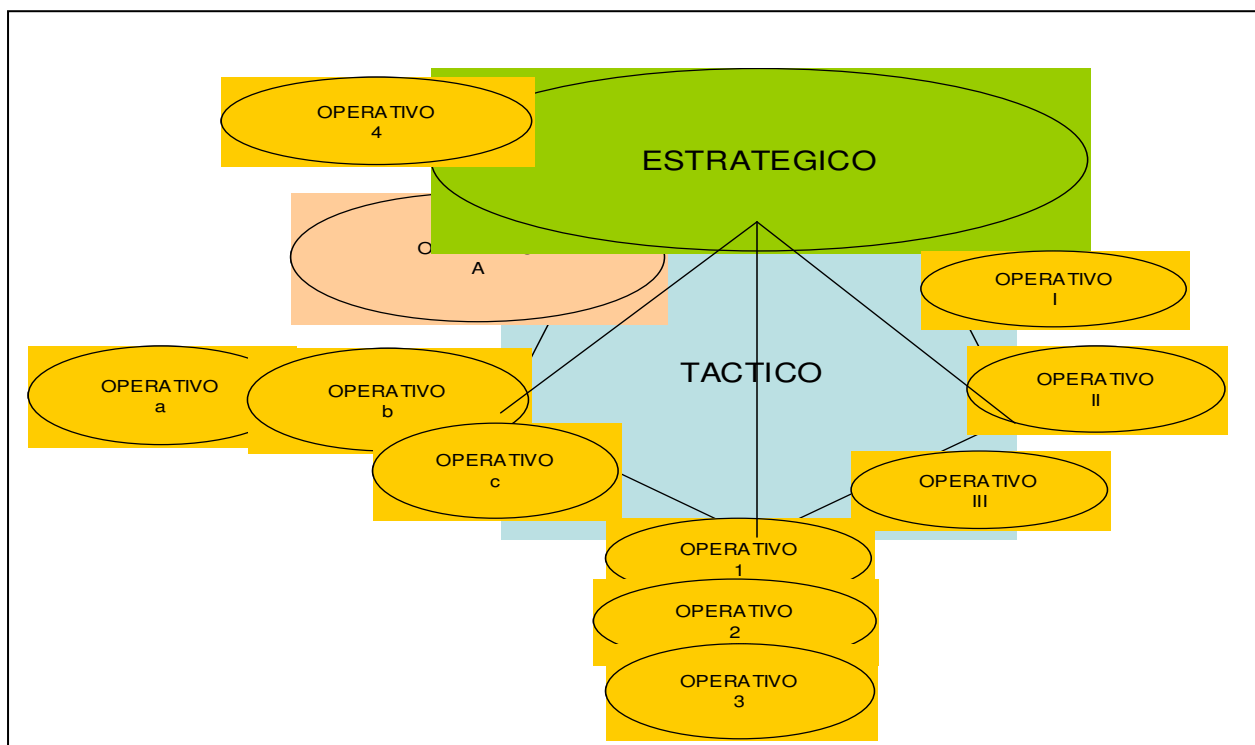 OPERATIVO
4
ESTRATEGICO
A
OPERATIVO
I
TACTICO
OPERATIVO
a
OPERATIVO
b
OPERATIVO
II
OPERATIVO
c
OPERATIVO
III
OPERATIVO
1
OPERATIVO
2
OPERATIVO
3